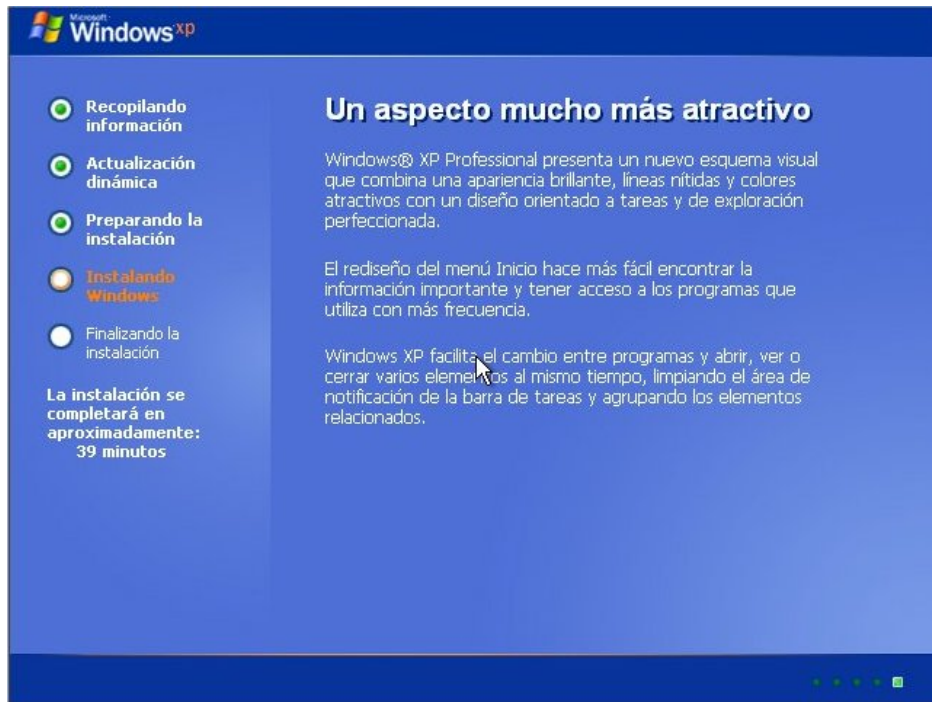 Microsoft
Windows xp
Recopilando
información
Actualización
dinámica
Preparando la
instalación
Instalando
Windows
Finalizando la
instalación
La instalación se
completará en
aproximadamente:
39 minutos
Un aspecto mucho más atractivo
Windows® XP Professional presenta un nuevo esquema visual
que combina una apariencia brillante, líneas nítidas y colores
atractivos con un diseño orientado a tareas y de exploración
perfeccionada.
El rediseño del menú Inicio hace más fácil encontrar la
información importante y tener acceso a los programas que
utiliza con más frecuencia.
Windows XP facilita el cambio entre programas y abrir, ver o
cerrar varios elementos al mismo tiempo, limpiando el área de
notificación de la barra de tareas y agrupando los elementos
relacionados.